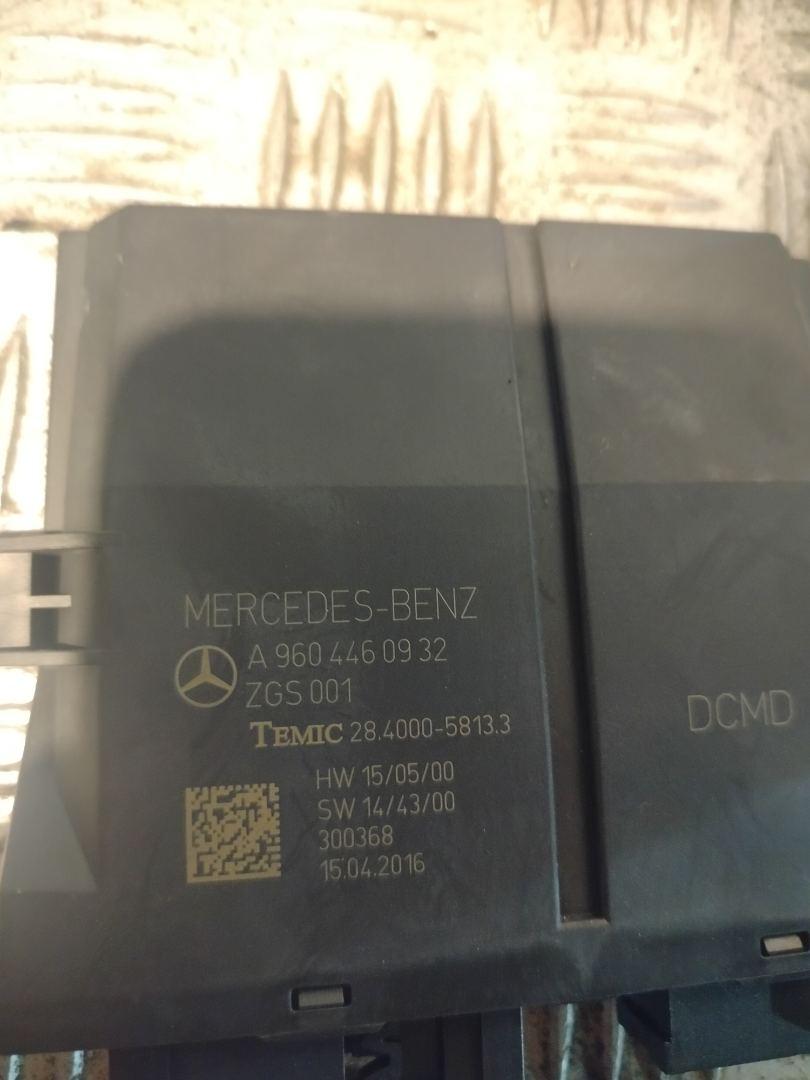 MERCEDES-BENZ
A 960 446 09 32
ZGS 001
TEMIC 28.4000-5813.3
DCMD
HW 15/05/00
SW 14/43/00
300368
15.04.2016